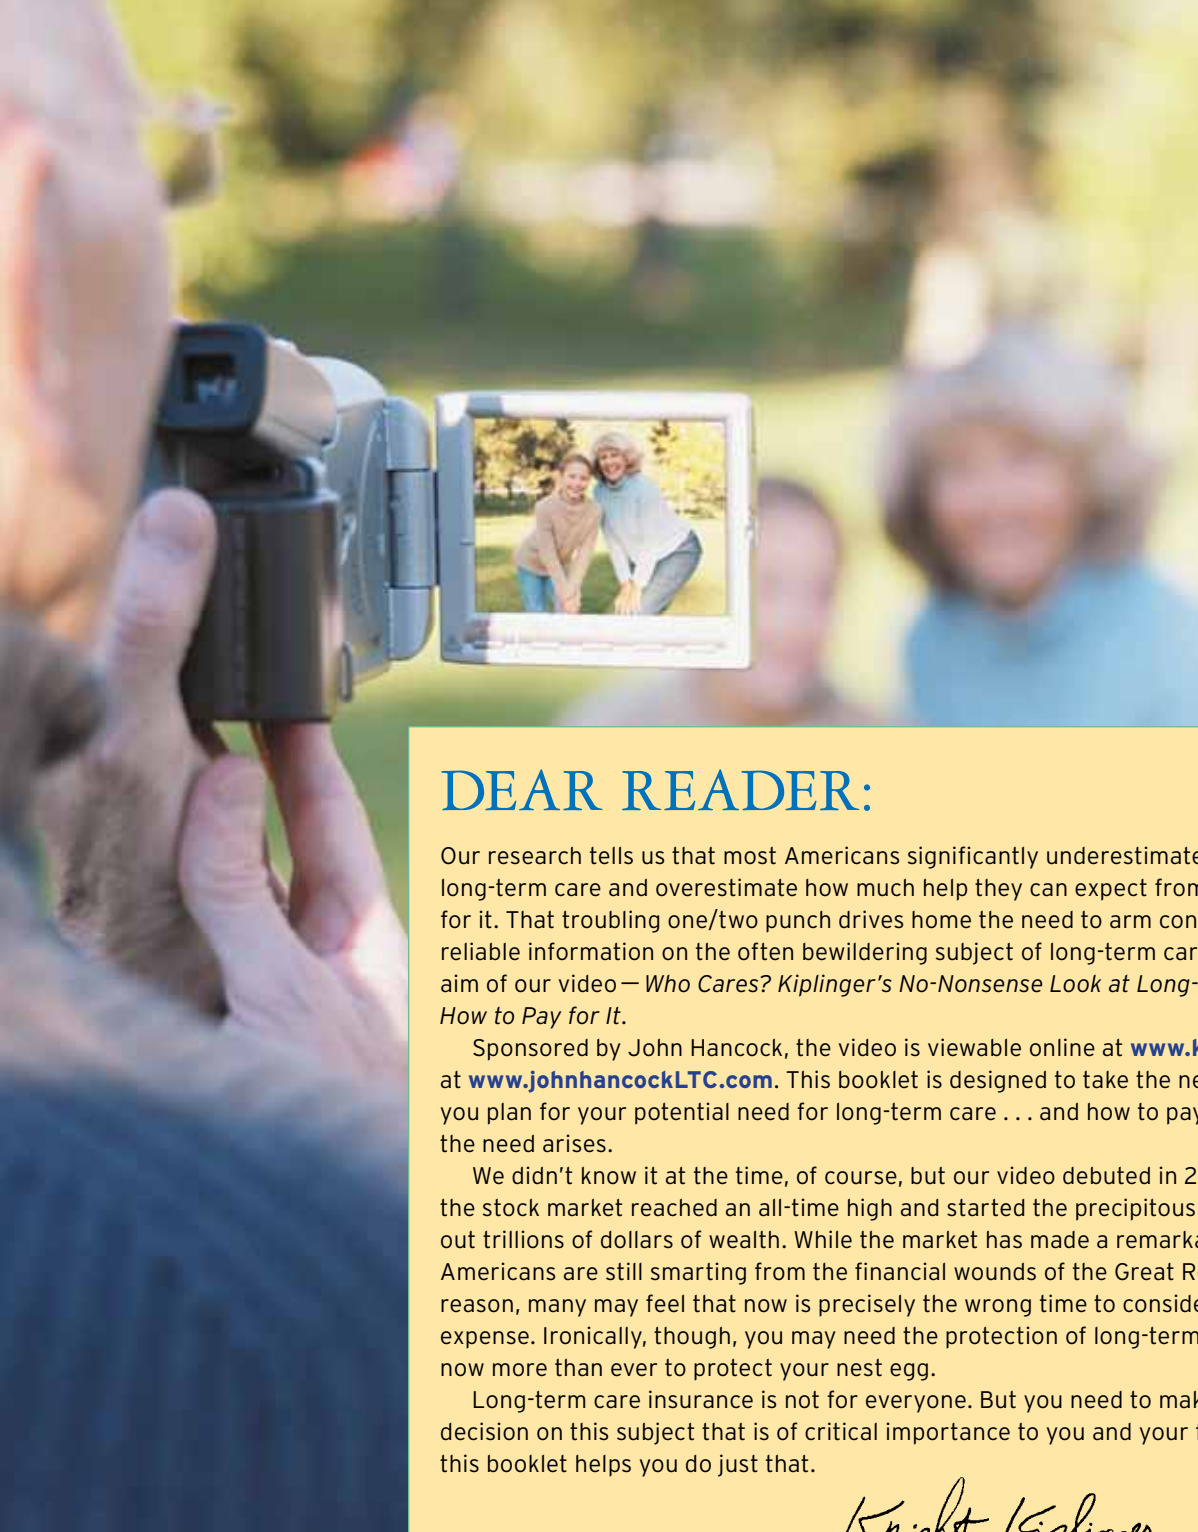 DEAR READER:
Our research tells us that most Americans significantly underestimate
long-term care and overestimate how much help they can expect from
for it. That troubling one/two punch drives home the need to arm con
reliable information on the often bewildering subject of long-term car
aim of our video — Who Cares? Kiplinger’s No-Nonsense Look at Long-
How to Pay for It.
Sponsored by John Hancock, the video is viewable online at www.k
at www.johnhancockLTC.com. This booklet is designed to take the ne
you plan for your potential need for long-term care . . . and how to pay
the need arises.
We didn’t know it at the time, of course, but our video debuted in 2
the stock market reached an all-time high and started the precipitous
out trillions of dollars of wealth. While the market has made a remarka
Americans are still smarting from the financial wounds of the Great R
reason, many may feel that now is precisely the wrong time to conside
expense. Ironically, though, you may need the protection of long-term
now more than ever to protect your nest egg.
Long-term care insurance is not for everyone. But you need to mak
decision on this subject that is of critical importance to you and your f
this booklet helps you do just that.
Knight Kiplinger